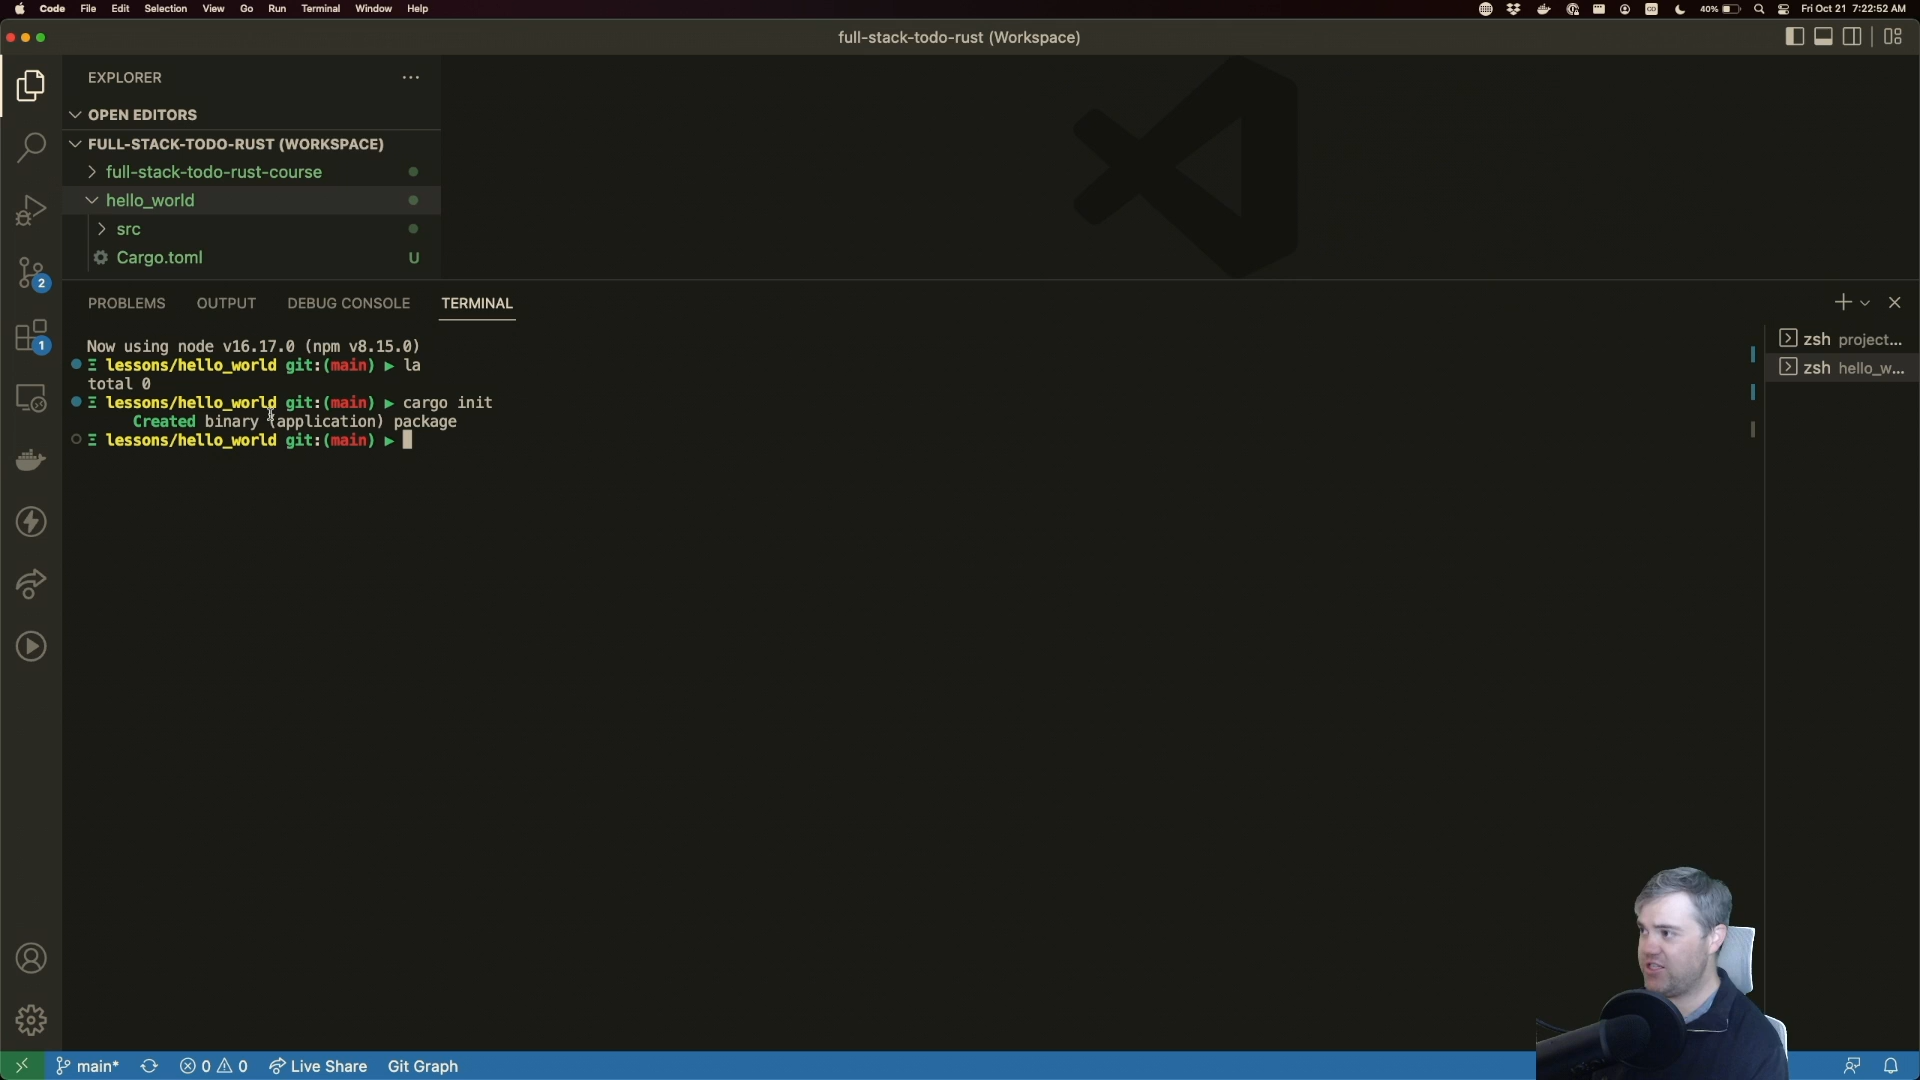 Code File Edit Selection View Go Run Terminal Window Help
40% Fri Oct 21 7:22:52 AM
full-stack-todo-rust (Workspace)
EXPLORER
OPEN EDITORS
FULL-STACK-TODO-RUST (WORKSPACE)
full-stack-todo-rust-course
hello_world
src
Cargo.toml U
2
1
PROBLEMS OUTPUT DEBUG CONSOLE TERMINAL
Now using node v16.17.0 (npm v8.15.0)
lessons/hello_world git:(main) ▶ la
total 0
lessons/hello_world git:(main) ▶ cargo init
Created binary (application) package
lessons/hello_world git:(main) ▶
zsh project...
zsh hello_w...
main* 0 0 Live Share Git Graph